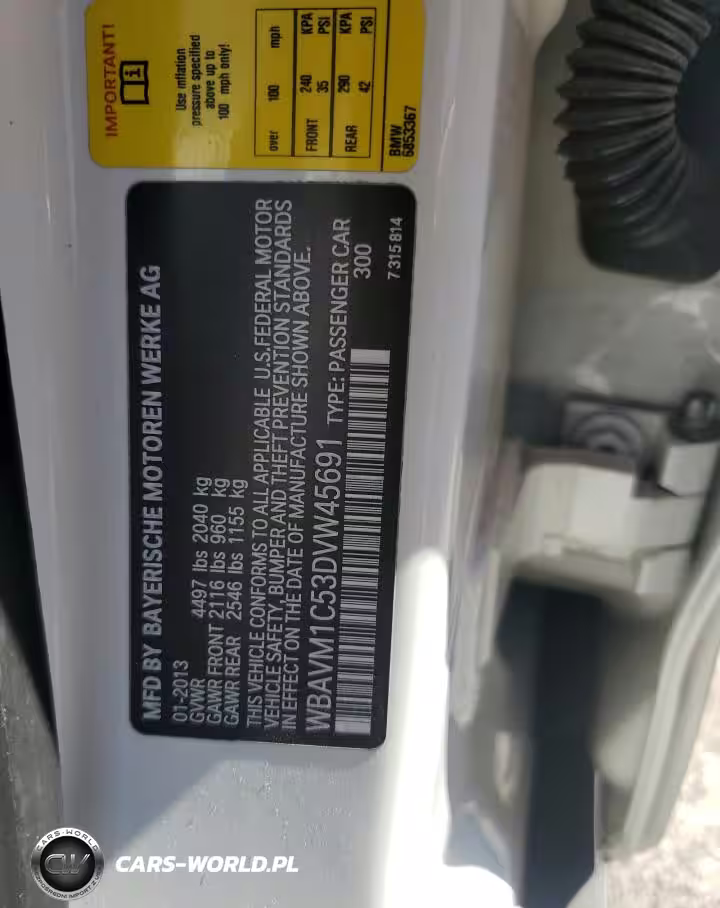 IMPORTANT!
Use inflation
pressure specified
above up to
100 mph only!
over 100 mph
FRONT 240 KPA
35 PSI
REAR 290 KPA
42 PSI
BMW
6853367
MFD BY BAYERISCHE MOTOREN WERKE AG
01-2013
GVWR 4497 lbs 2040 kg
GAWR FRONT 2116 lbs 960 kg
GAWR REAR 2546 lbs 1155 kg
THIS VEHICLE CONFORMS TO ALL APPLICABLE U.S.FEDERAL MOTOR
VEHICLE SAFETY, BUMPER AND THEFT PREVENTION STANDARDS
IN EFFECT ON THE DATE OF MANUFACTURE SHOWN ABOVE.
WBAVM1C53DVW45691 TYPE: PASSENGER CAR
300
7315814
CARS-WORLD
CW
CARS-WORLD.PL